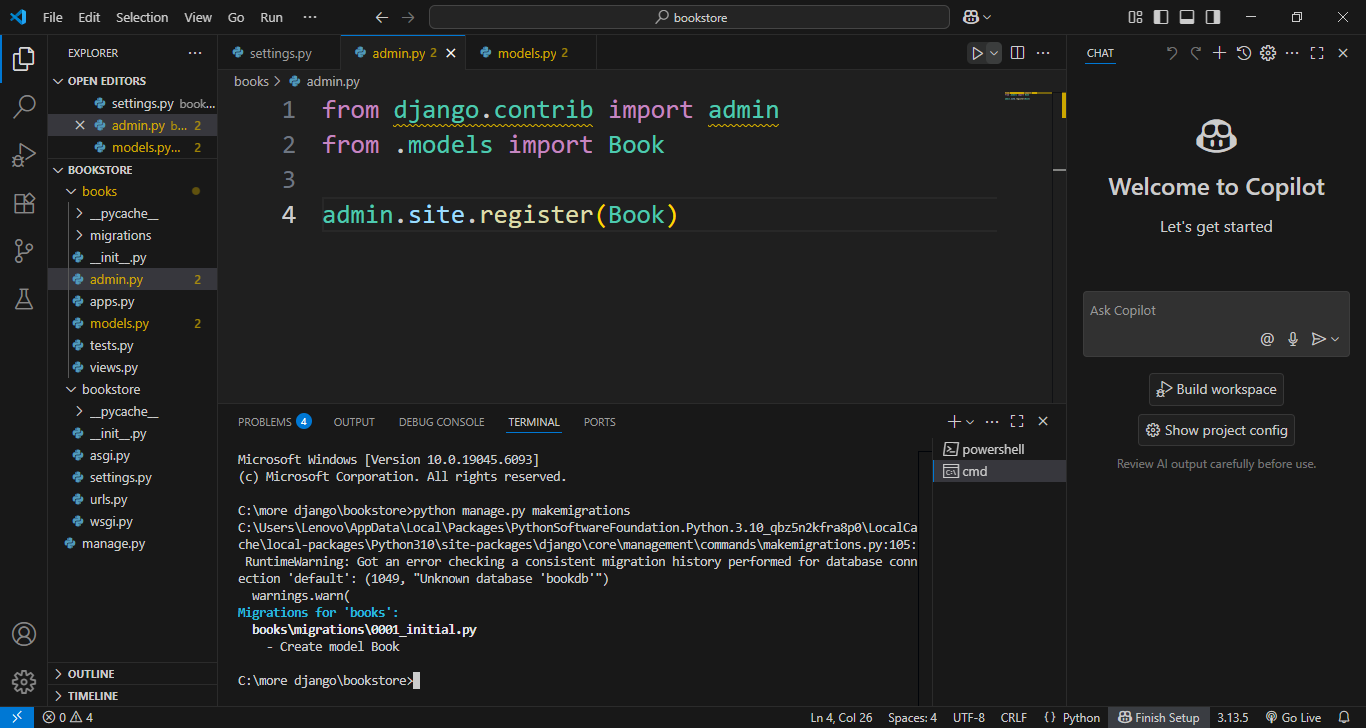 File Edit Selection View Go Run ··· bookstore
EXPLORER ···
OPEN EDITORS
settings.py book...
admin.py b... 2
models.py... 2
BOOKSTORE
books
__pycache__
migrations
__init__.py
admin.py 2
apps.py
models.py 2
tests.py
views.py
bookstore
__pycache__
__init__.py
asgi.py
settings.py
urls.py
wsgi.py
manage.py
OUTLINE
TIMELINE
settings.py admin.py 2 models.py 2 ···
books > admin.py
1 from django.contrib import admin
2 from .models import Book
3
4 admin.site.register(Book)
PROBLEMS 4 OUTPUT DEBUG CONSOLE TERMINAL PORTS ···
Microsoft Windows [Version 10.0.19045.6093]
(c) Microsoft Corporation. All rights reserved.
C:\more django\bookstore>python manage.py makemigrations
C:\Users\Lenovo\AppData\Local\Packages\PythonSoftwareFoundation.Python.3.10_qbz5n2kfra8p0\LocalCa
che\local-packages\Python310\site-packages\django\core\management\commands\makemigrations.py:105:
RuntimeWarning: Got an error checking a consistent migration history performed for database conn
ection 'default': (1049, "Unknown database 'bookdb'")
warnings.warn(
Migrations for 'books':
books\migrations\0001_initial.py
- Create model Book
C:\more django\bookstore>
powershell
cmd
CHAT ···
Welcome to Copilot
Let's get started
Ask Copilot
@
Build workspace
Show project config
Review AI output carefully before use.
0 4 Ln 4, Col 26 Spaces: 4 UTF-8 CRLF {} Python Finish Setup 3.13.5 Go Live